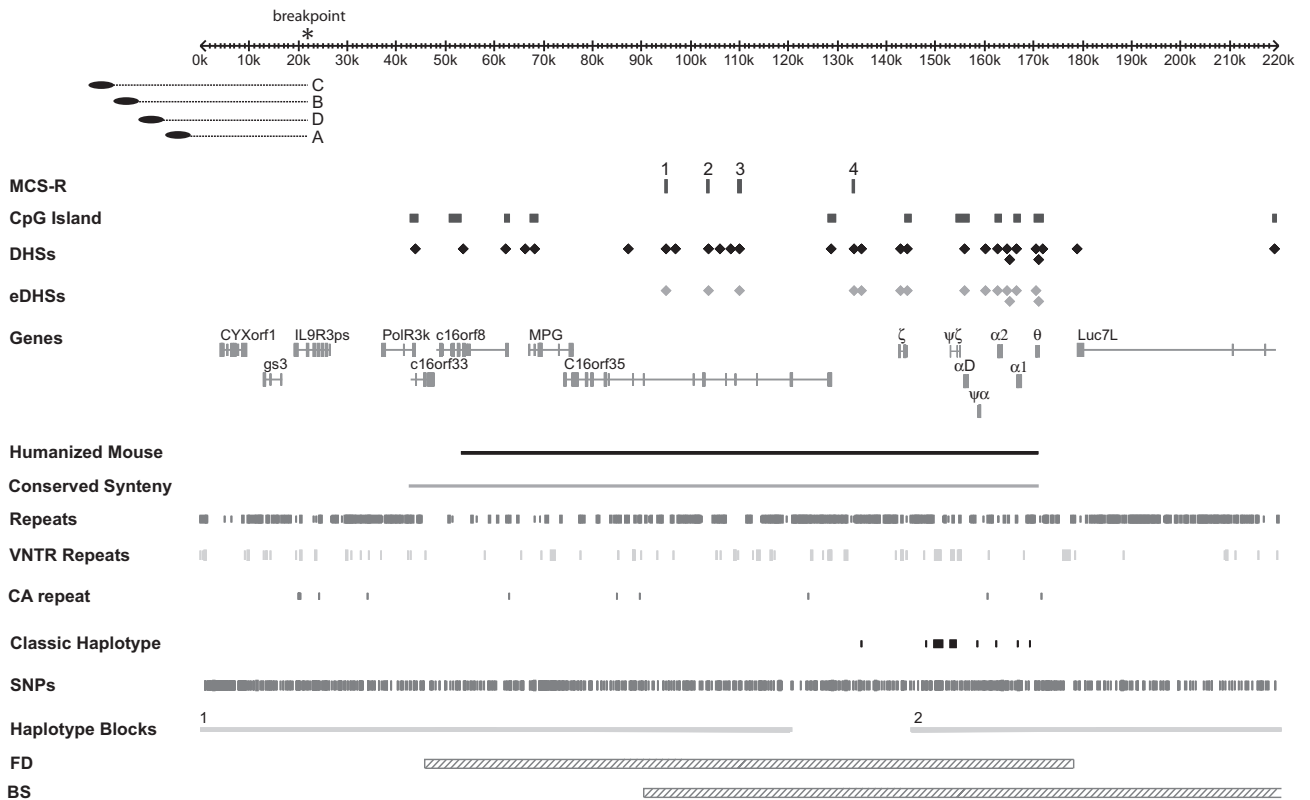 breakpoint
*
0k 10k 20k 30k 40k 50k 60k 70k 80k 90k 100k 110k 120k 130k 140k 150k 160k 170k 180k 190k 200k 210k 220k
C
B
D
A
1 2 3 4
MCS-R
CpG Island
DHSs
eDHSs
Genes
CYXorf1 IL9R3ps PolR3k c16orf8 MPG ζ ψζ α2 θ Luc7L
gs3 c16orf33 C16orf35 αD α1
ψα
Humanized Mouse
Conserved Synteny
Repeats
VNTR Repeats
CA repeat
Classic Haplotype
SNPs
1 2
Haplotype Blocks
FD
BS